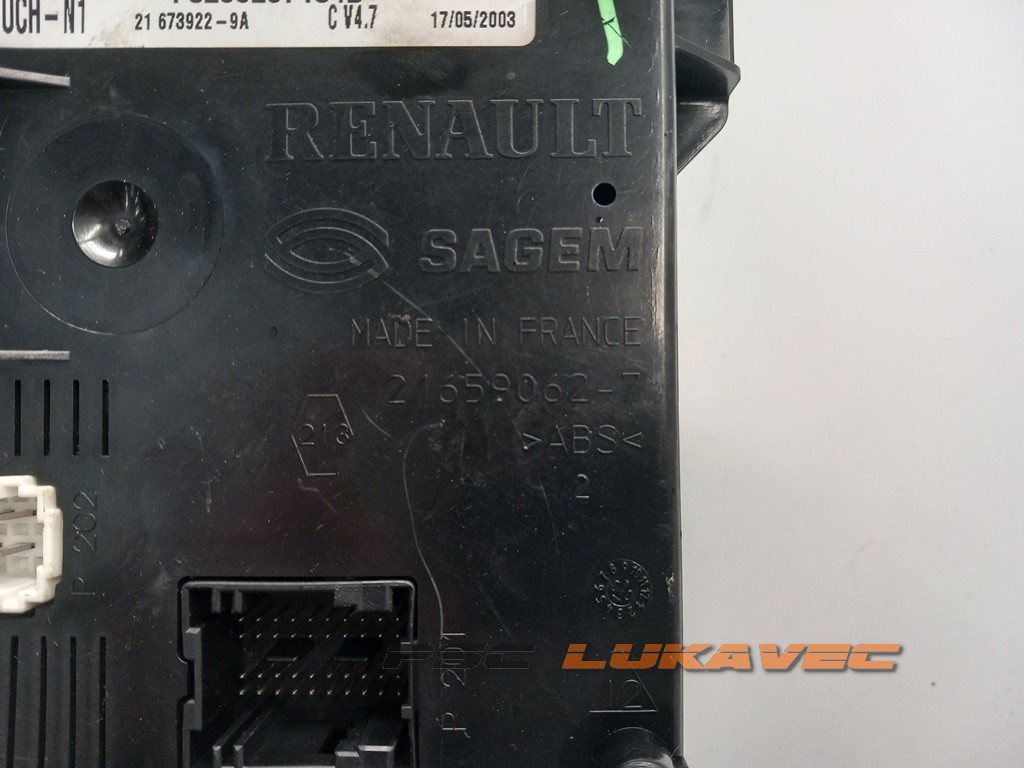 UCH-N1
21 673922-9A C V4.7 17/05/2003
RENAULT
SAGEM
MADE IN FRANCE
21659062-7
213
>ABS<
2
P 202
P 201
PSC LUKAVEC
12